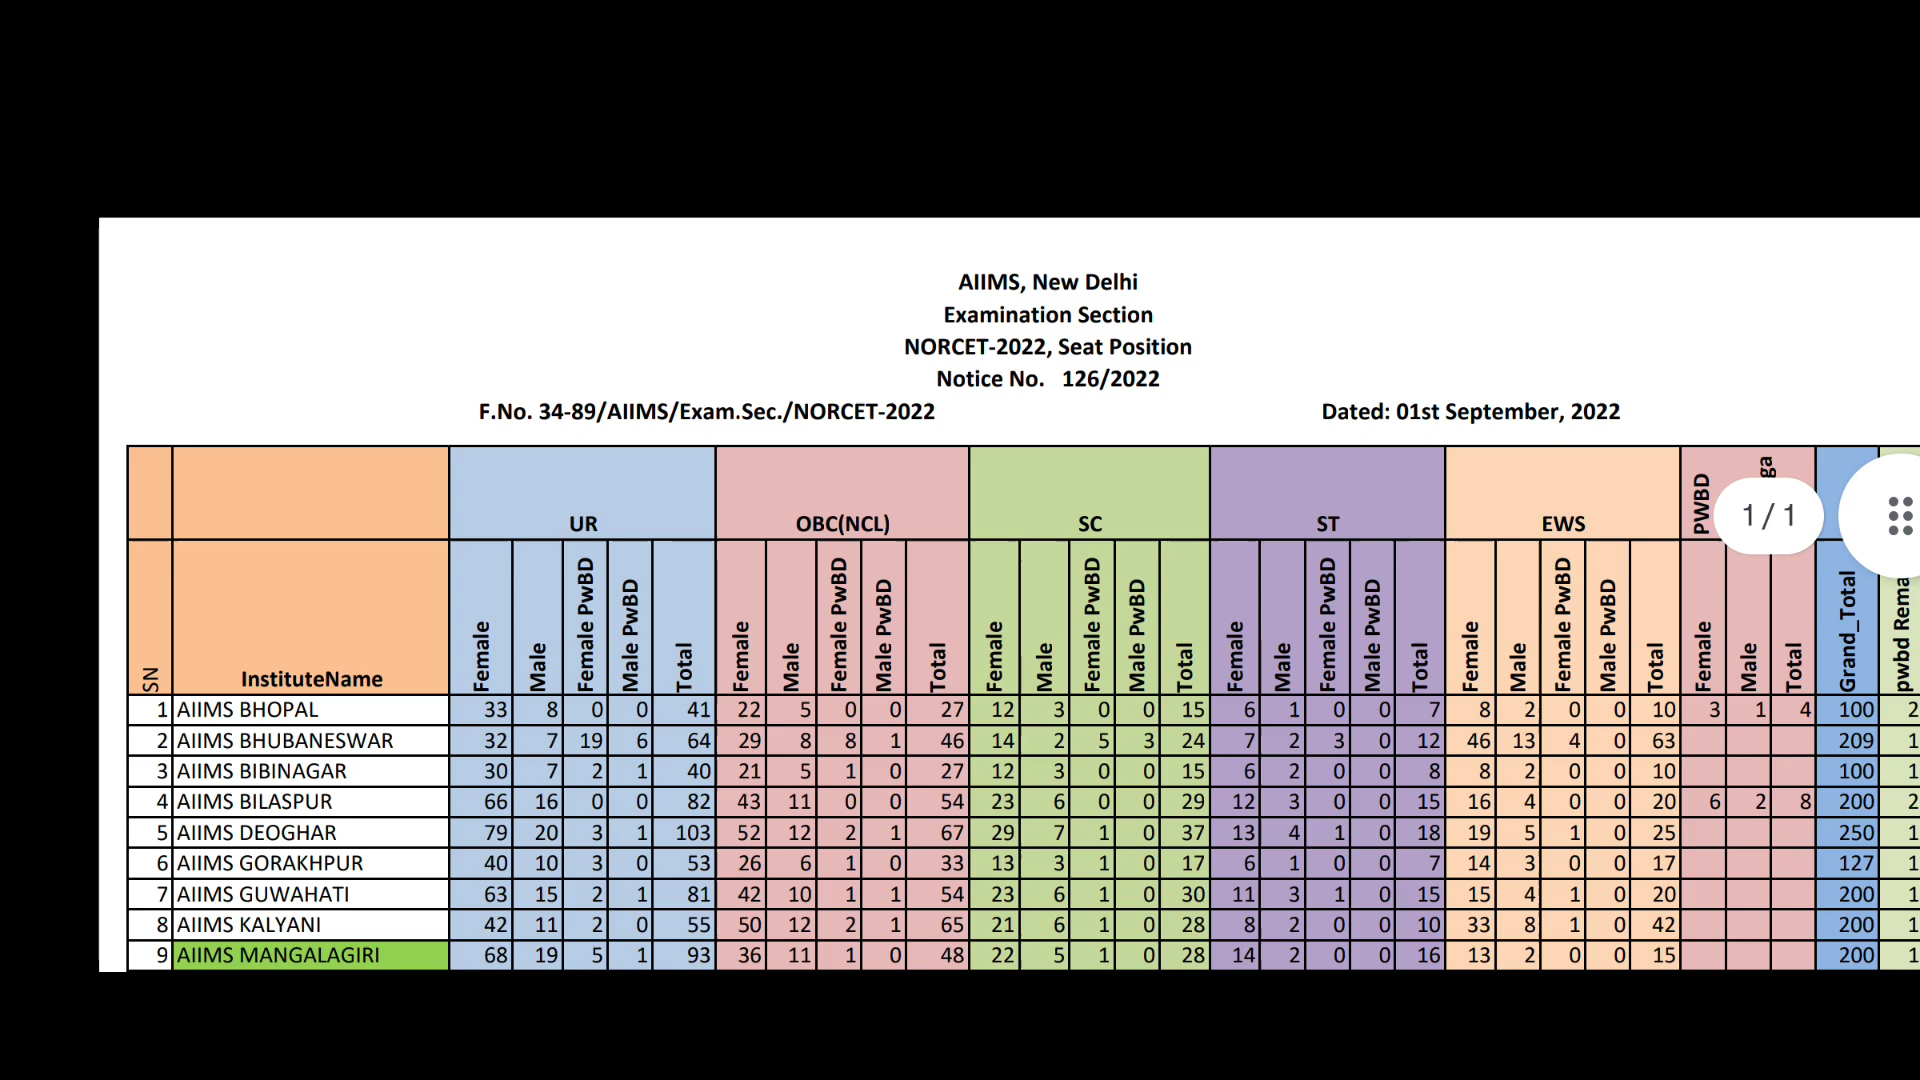 AIIMS, New Delhi
Examination Section
NORCET-2022, Seat Position
Notice No. 126/2022
F.No. 34-89/AIIMS/Exam.Sec./NORCET-2022 Dated: 01st September, 2022
UR OBC(NCL) SC ST EWS PWBD
1 / 1
SN InstituteName Female Male Female PwBD Male PwBD Total Female Male Female PwBD Male PwBD Total Female Male Female PwBD Male PwBD Total Female Male Female PwBD Male PwBD Total Female Male Female PwBD Male PwBD Total Female Male Total Grand_Total pwbd
1 AIIMS BHOPAL 33 8 0 0 41 22 5 0 0 27 12 3 0 0 15 6 1 0 0 7 8 2 0 0 10 3 1 4 100
2 AIIMS BHUBANESWAR 32 7 19 6 64 29 8 8 1 46 14 2 5 3 24 7 2 3 0 12 46 13 4 0 63 209
3 AIIMS BIBINAGAR 30 7 2 1 40 21 5 1 0 27 12 3 0 0 15 6 2 0 0 8 8 2 0 0 10 100
4 AIIMS BILASPUR 66 16 0 0 82 43 11 0 0 54 23 6 0 0 29 12 3 0 0 15 16 4 0 0 20 6 2 8 200
5 AIIMS DEOGHAR 79 20 3 1 103 52 12 2 1 67 29 7 1 0 37 13 4 1 0 18 19 5 1 0 25 250
6 AIIMS GORAKHPUR 40 10 3 0 53 26 6 1 0 33 13 3 1 0 17 6 1 0 0 7 14 3 0 0 17 127
7 AIIMS GUWAHATI 63 15 2 1 81 42 10 1 1 54 23 6 1 0 30 11 3 1 0 15 15 4 1 0 20 200
8 AIIMS KALYANI 42 11 2 0 55 50 12 2 1 65 21 6 1 0 28 8 2 0 0 10 33 8 1 0 42 200
9 AIIMS MANGALAGIRI 68 19 5 1 93 36 11 1 0 48 22 5 1 0 28 14 2 0 0 16 13 2 0 0 15 200